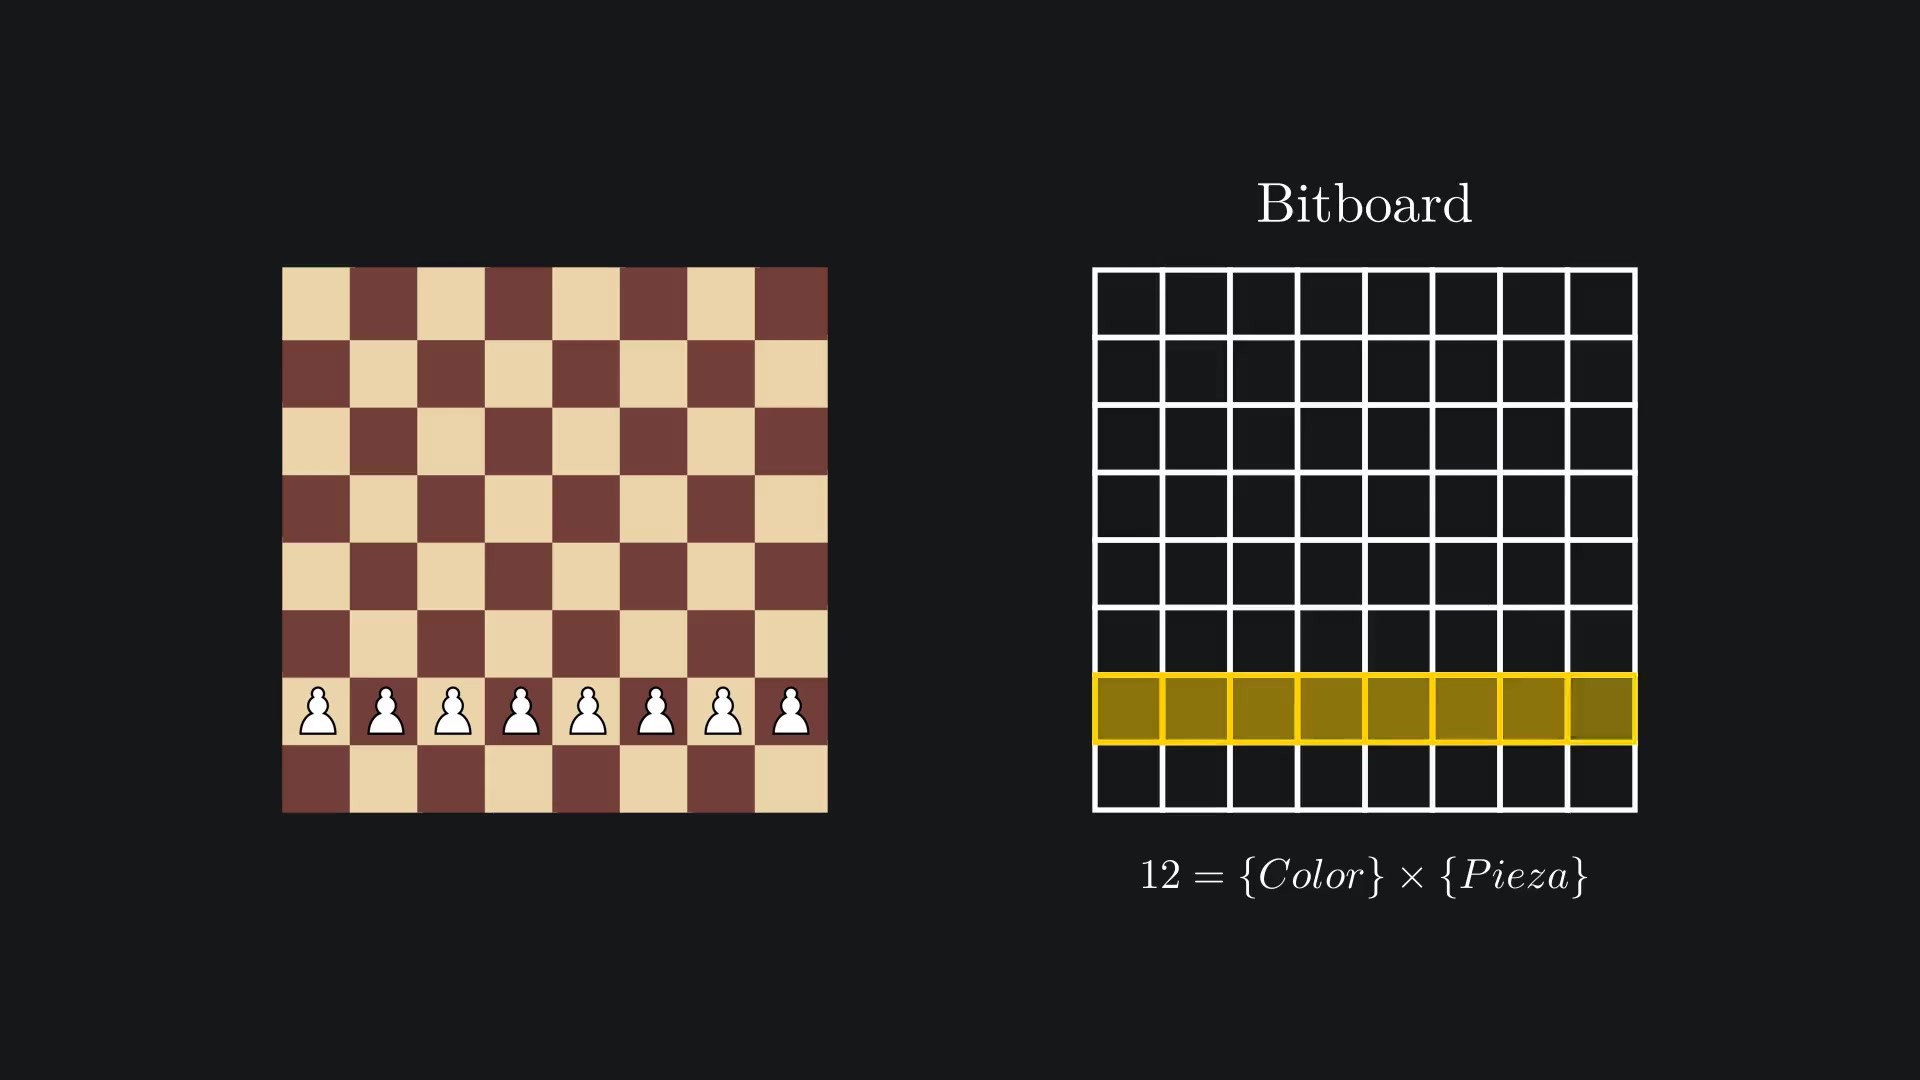 Bitboard
12 = {Color} × {Pieza}